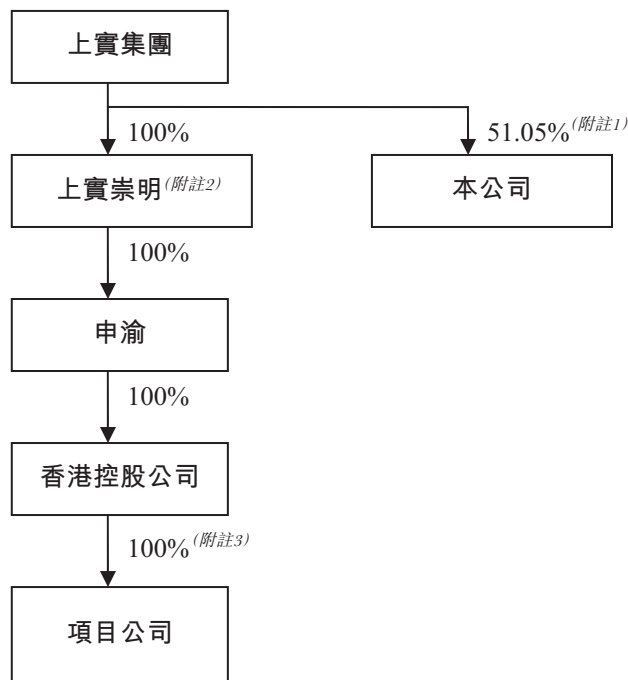 上實集團
100%
51.05%(附註1)
上實崇明(附註2)
本公司
100%
申渝
100%
香港控股公司
100%(附註3)
項目公司